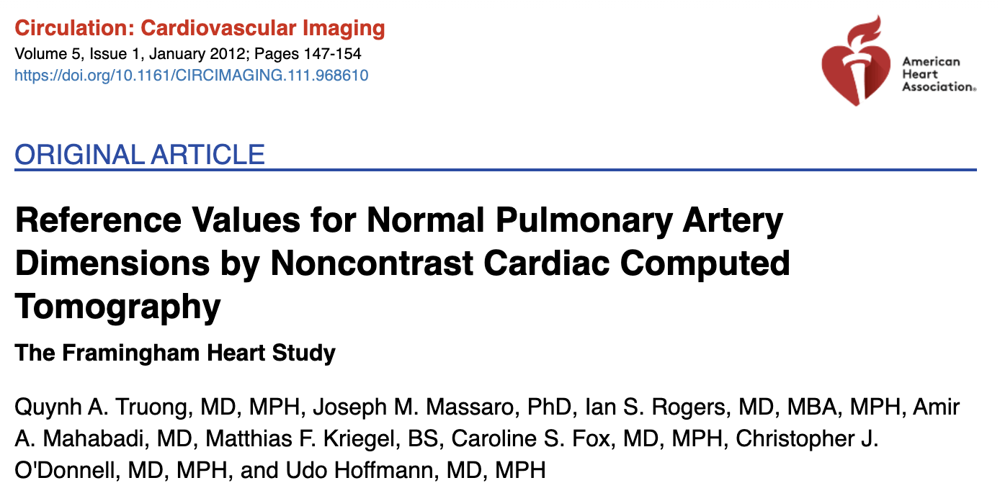 Circulation: Cardiovascular Imaging
Volume 5, Issue 1, January 2012; Pages 147-154
https://doi.org/10.1161/CIRCIMAGING.111.968610
American
Heart
Association®
ORIGINAL ARTICLE
Reference Values for Normal Pulmonary Artery
Dimensions by Noncontrast Cardiac Computed
Tomography
The Framingham Heart Study
Quynh A. Truong, MD, MPH, Joseph M. Massaro, PhD, Ian S. Rogers, MD, MBA, MPH, Amir
A. Mahabadi, MD, Matthias F. Kriegel, BS, Caroline S. Fox, MD, MPH, Christopher J.
O'Donnell, MD, MPH, and Udo Hoffmann, MD, MPH